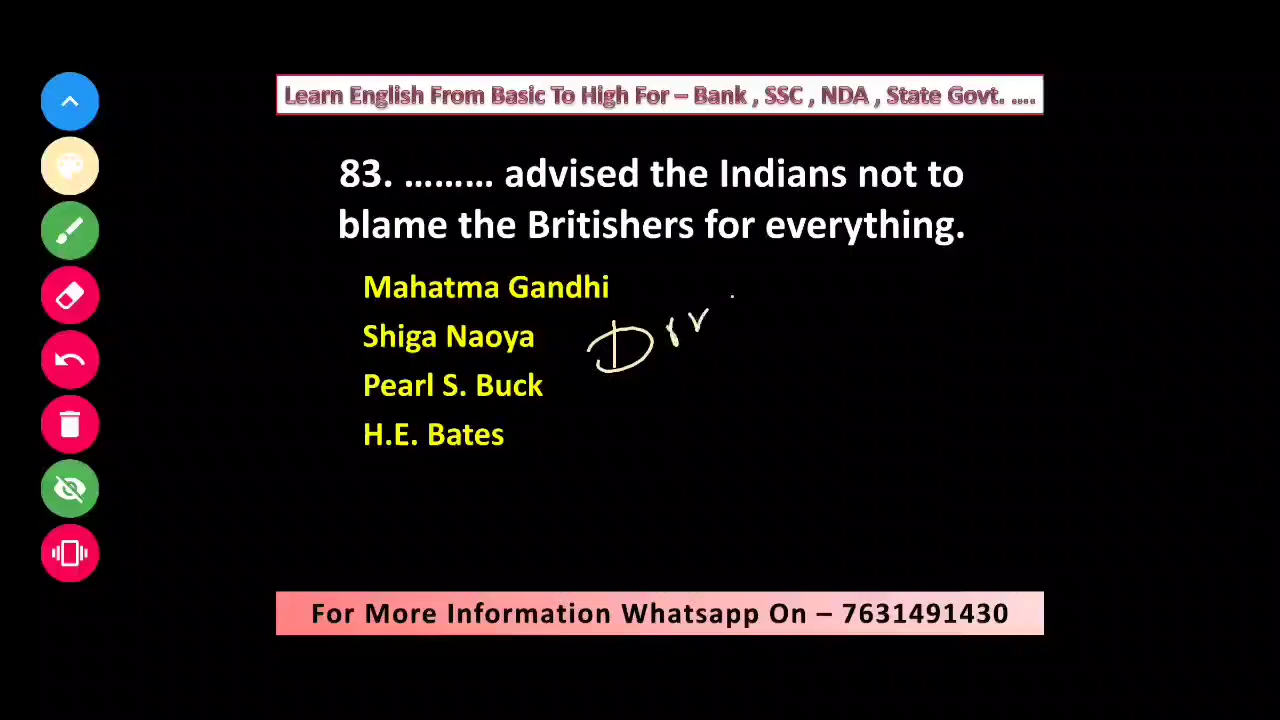 Learn English From Basic To High For – Bank , SSC , NDA , State Govt. ....
83. ......... advised the Indians not to
blame the Britishers for everything.
Mahatma Gandhi
Shiga Naoya
Pearl S. Buck
H.E. Bates
For More Information Whatsapp On – 7631491430